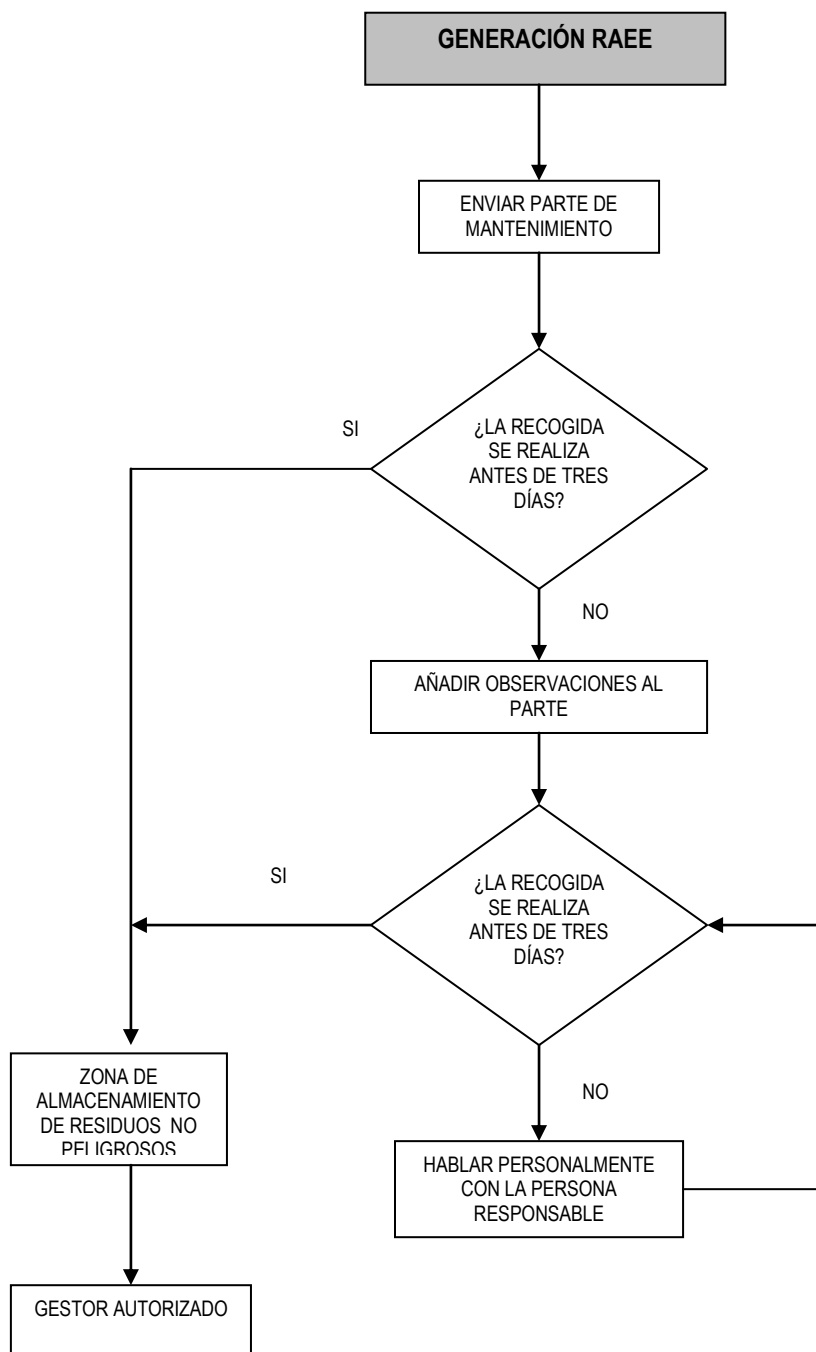 GENERACIÓN RAEE
ENVIAR PARTE DE
MANTENIMIENTO
¿LA RECOGIDA
SE REALIZA
ANTES DE TRES
DÍAS?
SI
NO
AÑADIR OBSERVACIONES AL
PARTE
¿LA RECOGIDA
SE REALIZA
ANTES DE TRES
DÍAS?
SI
NO
HABLAR PERSONALMENTE
CON LA PERSONA
RESPONSABLE
ZONA DE
ALMACENAMIENTO
DE RESIDUOS NO
PELIGROSOS
GESTOR AUTORIZADO